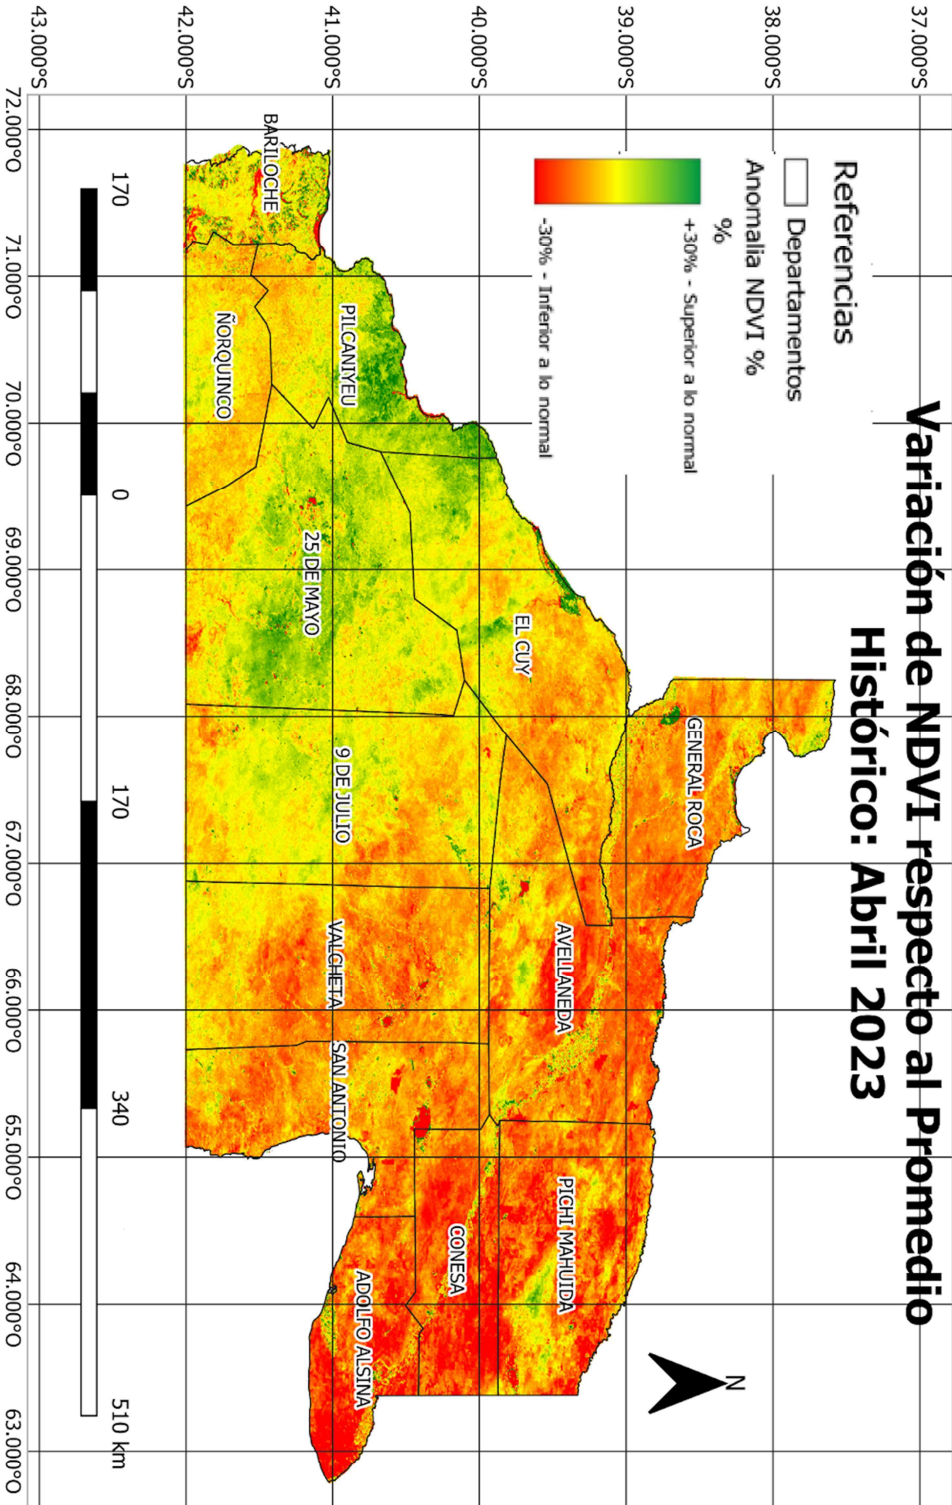 Variación de NDVI respecto al Promedio
Histórico: Abril 2023
Referencias
Departamentos
Anomalia NDVI %
%
+30% - Superior a lo normal
-30% - Inferior a lo normal
N
37.000°S
38.000°S
39.000°S
40.000°S
41.000°S
42.000°S
43.000°S
GENERAL ROCA
EL CUY
AVELLANEDA
PICHI MAHUIDA
CONESA
PILCANIYEU
25 DE MAYO
9 DE JULIO
VALCHETA
SAN ANTONIO
ADOLFO ALSINA
BARILOCHE
ÑORQUINCO
170
0
170
340
510 km
72.000°O
71.000°O
70.000°O
69.000°O
68.000°O
67.000°O
66.000°O
65.000°O
64.000°O
63.000°O